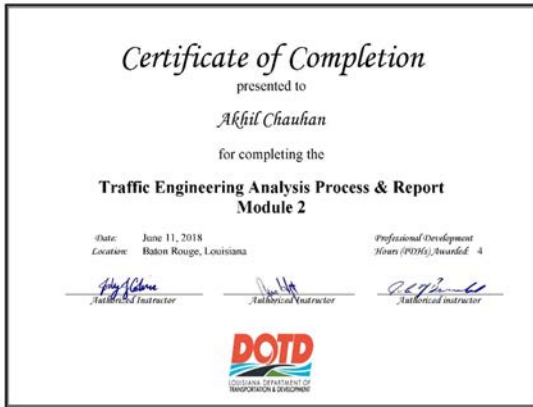 Certificate of Completion
presented to
Akhil Chauhan
for completing the
Traffic Engineering Analysis Process & Report
Module 2
Date: June 11, 2018
Location: Baton Rouge, Louisiana
Professional Development
Hours (PDHs) Awarded: 4
Authorized Instructor
Authorized Instructor
Authorized instructor
DOTD
LOUISIANA DEPARTMENT OF
TRANSPORTATION & DEVELOPMENT